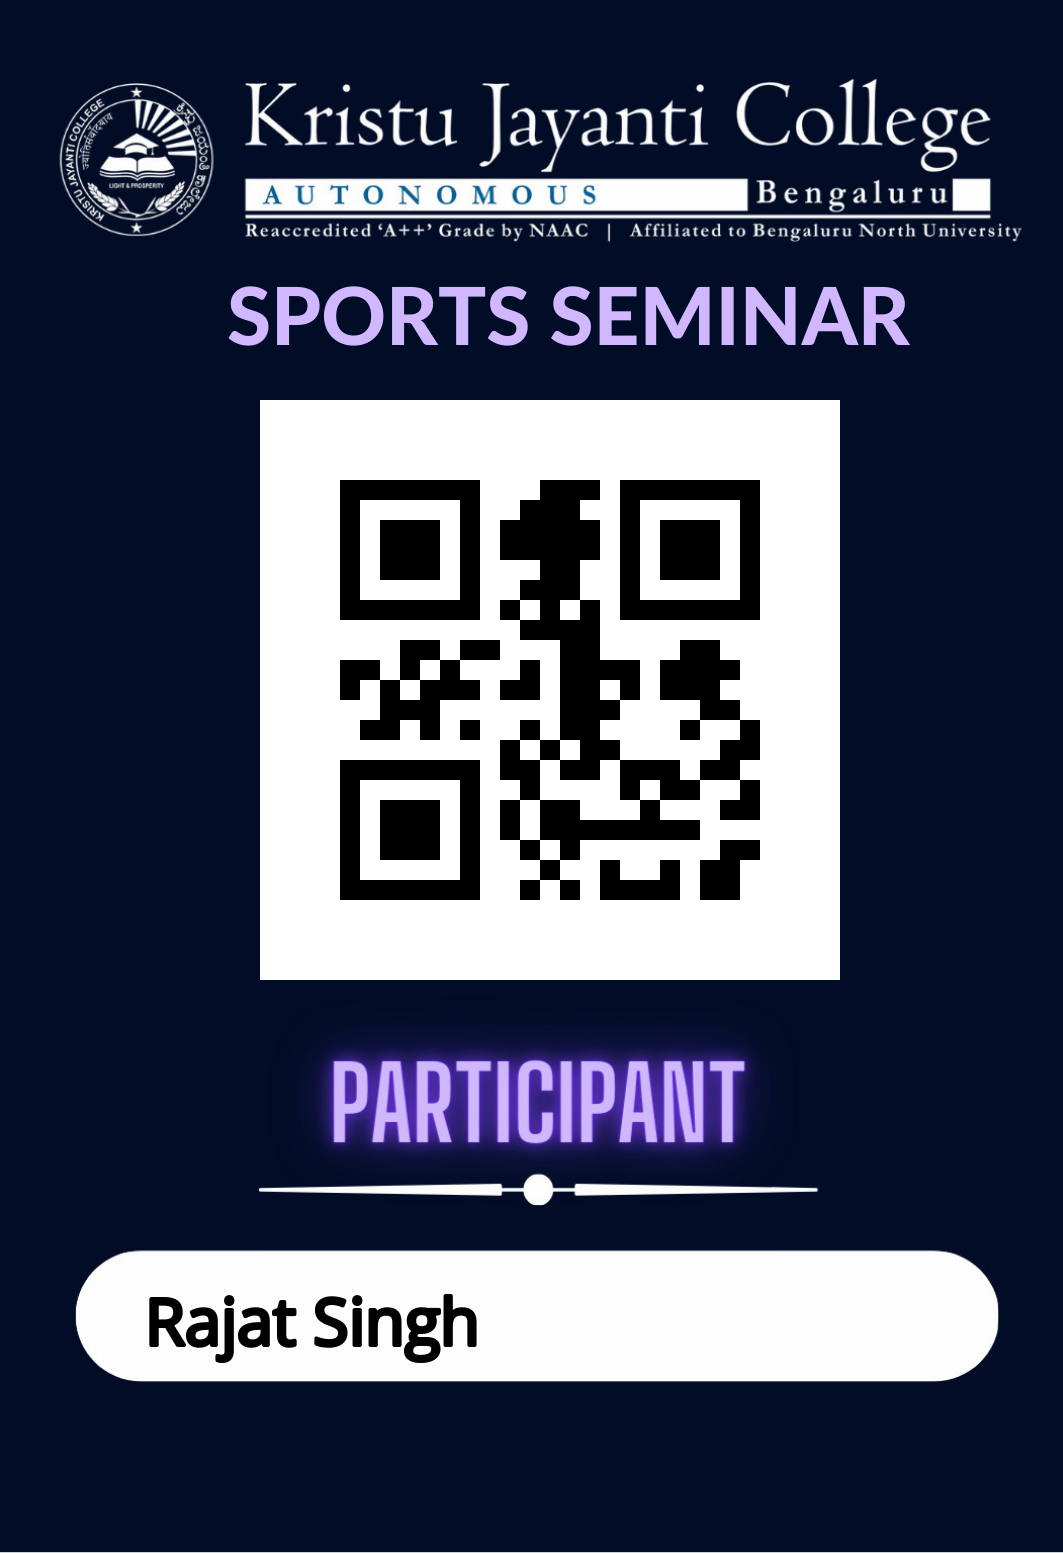 Kristu Jayanti College
AUTONOMOUS Bengaluru
Reaccredited ‘A++’ Grade by NAAC | Affiliated to Bengaluru North University
KRISTU JAYANTI COLLEGE
LIGHT & PROSPERITY
SPORTS SEMINAR
PARTICIPANT
Rajat Singh